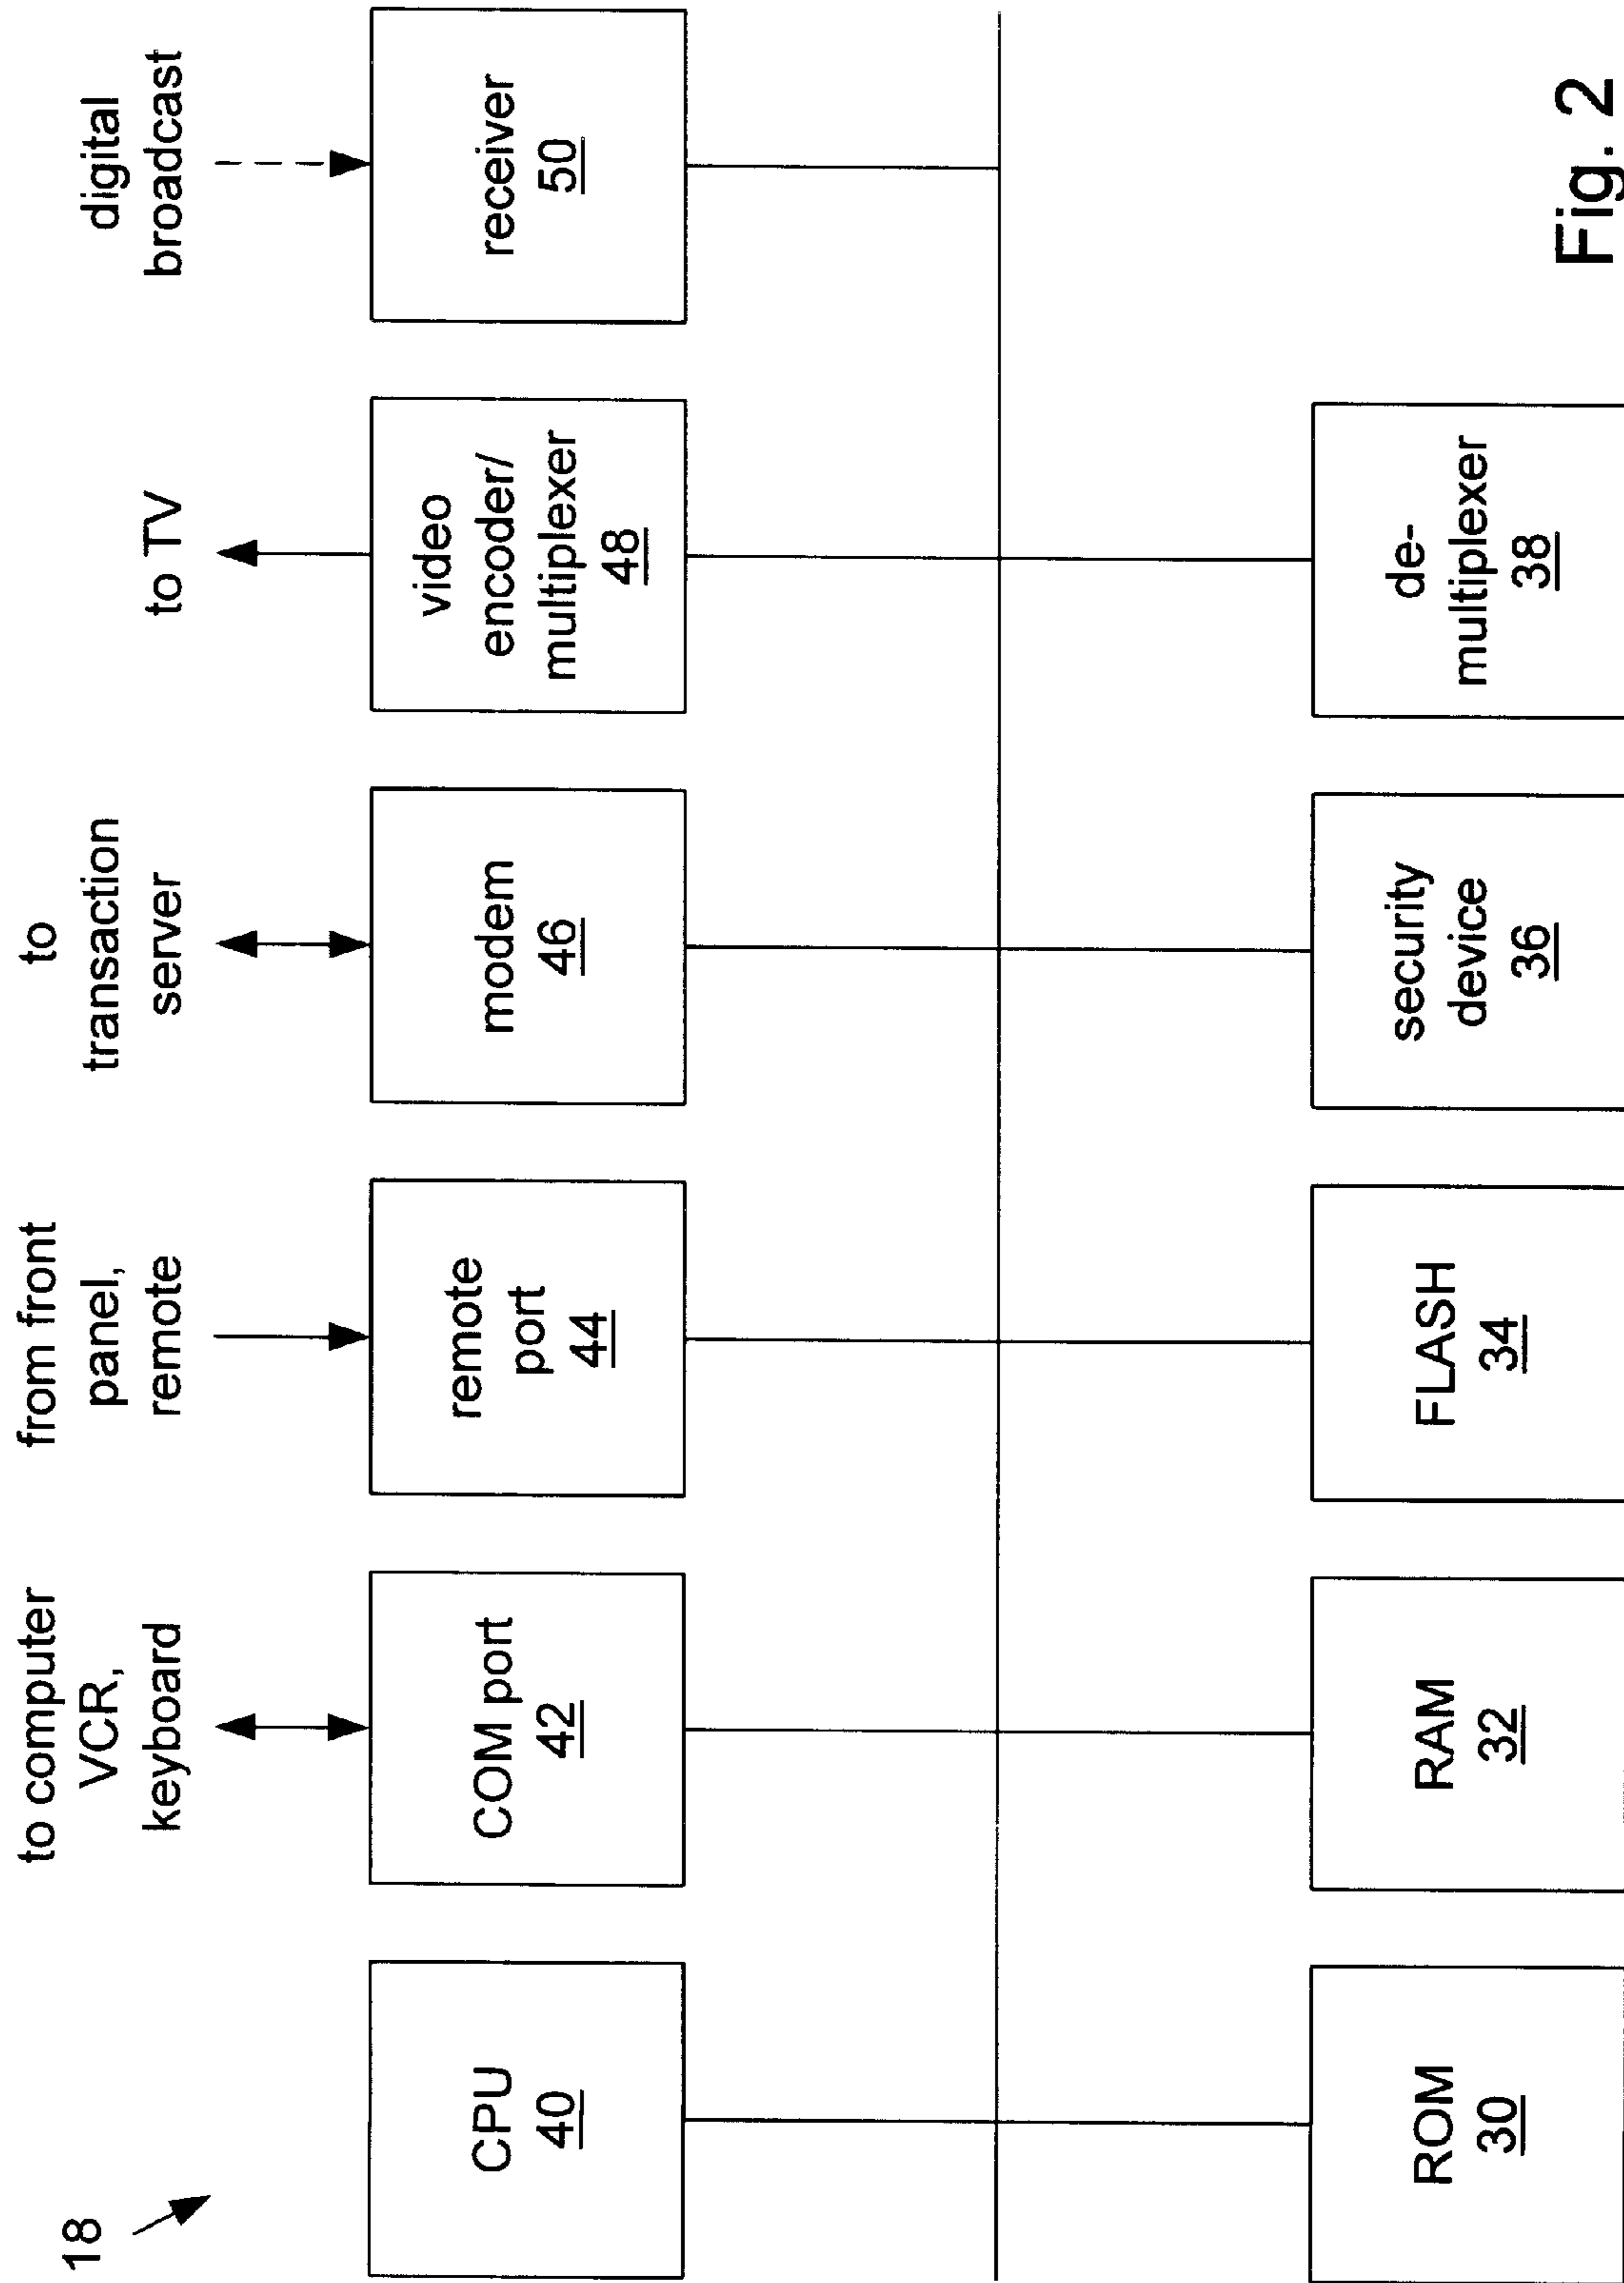 18
to computer
VCR,
keyboard
from front
panel,
remote
to
transaction
server
to TV
digital
broadcast
CPU
40
COM port
42
remote
port
44
modem
46
video
encoder/
multiplexer
48
receiver
50
ROM
30
RAM
32
FLASH
34
security
device
36
de-
multiplexer
38
Fig. 2